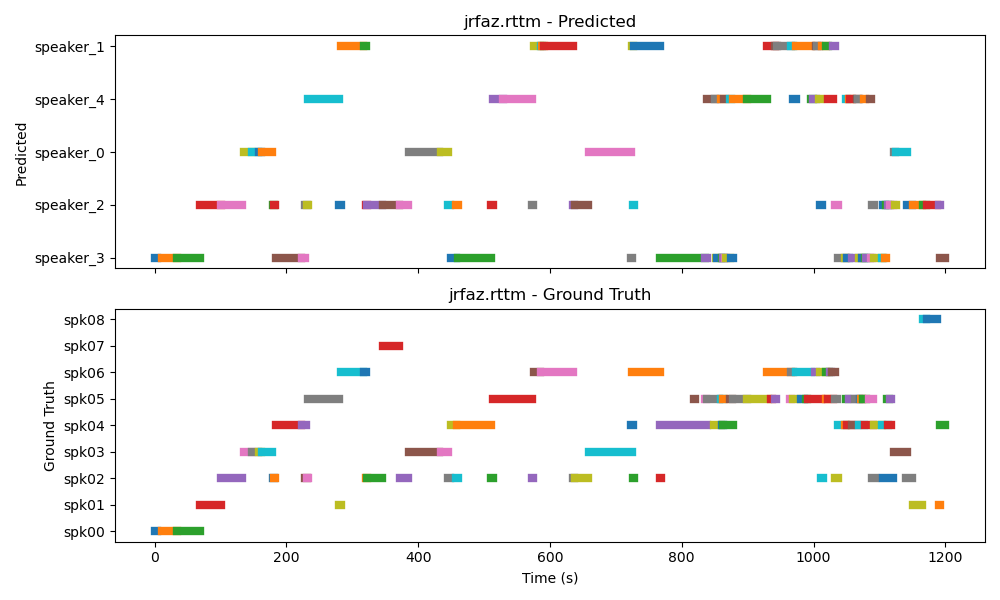 jrfaz.rttm - Predicted
Predicted
speaker_1
speaker_4
speaker_0
speaker_2
speaker_3
jrfaz.rttm - Ground Truth
Ground Truth
spk08
spk07
spk06
spk05
spk04
spk03
spk02
spk01
spk00
0 200 400 600 800 1000 1200
Time (s)